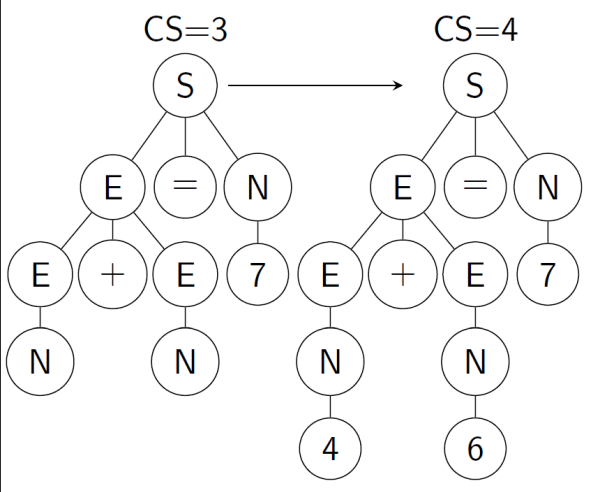 CS=3 CS=4
S S
E = N E = N
E + E 7 E + E 7
N N N N
4 6